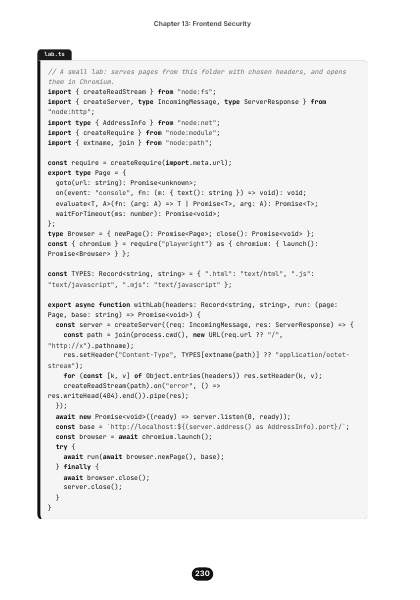 Chapter 13: Frontend Security
lab.ts
// A small lab: serves pages from this folder with chosen headers, and opens
them in Chromium.
import { createReadStream } from "node:fs";
import { createServer, type IncomingMessage, type ServerResponse } from
"node:http";
import type { AddressInfo } from "node:net";
import { createRequire } from "node:module";
import { extname, join } from "node:path";
const require = createRequire(import.meta.url);
export type Page = {
goto(url: string): Promise<unknown>;
on(event: "console", fn: (m: { text(): string }) => void): void;
evaluate<T, A>(fn: (arg: A) => T | Promise<T>, arg: A): Promise<T>;
waitForTimeout(ms: number): Promise<void>;
};
type Browser = { newPage(): Promise<Page>; close(): Promise<void> };
const { chromium } = require("playwright") as { chromium: { launch():
Promise<Browser> } };
const TYPES: Record<string, string> = { ".html": "text/html", ".js":
"text/javascript", ".mjs": "text/javascript" };
export async function withLab(headers: Record<string, string>, run: (page:
Page, base: string) => Promise<void>) {
const server = createServer((req: IncomingMessage, res: ServerResponse) => {
const path = join(process.cwd(), new URL(req.url ?? "/",
"http://x").pathname);
res.setHeader("Content-Type", TYPES[extname(path)] ?? "application/octet-
stream");
for (const [k, v] of Object.entries(headers)) res.setHeader(k, v);
createReadStream(path).on("error", () =>
res.writeHead(404).end()).pipe(res);
});
await new Promise<void>((ready) => server.listen(0, ready));
const base = `http://localhost:${(server.address() as AddressInfo).port}/`;
const browser = await chromium.launch();
try {
await run(await browser.newPage(), base);
} finally {
await browser.close();
server.close();
}
}
230